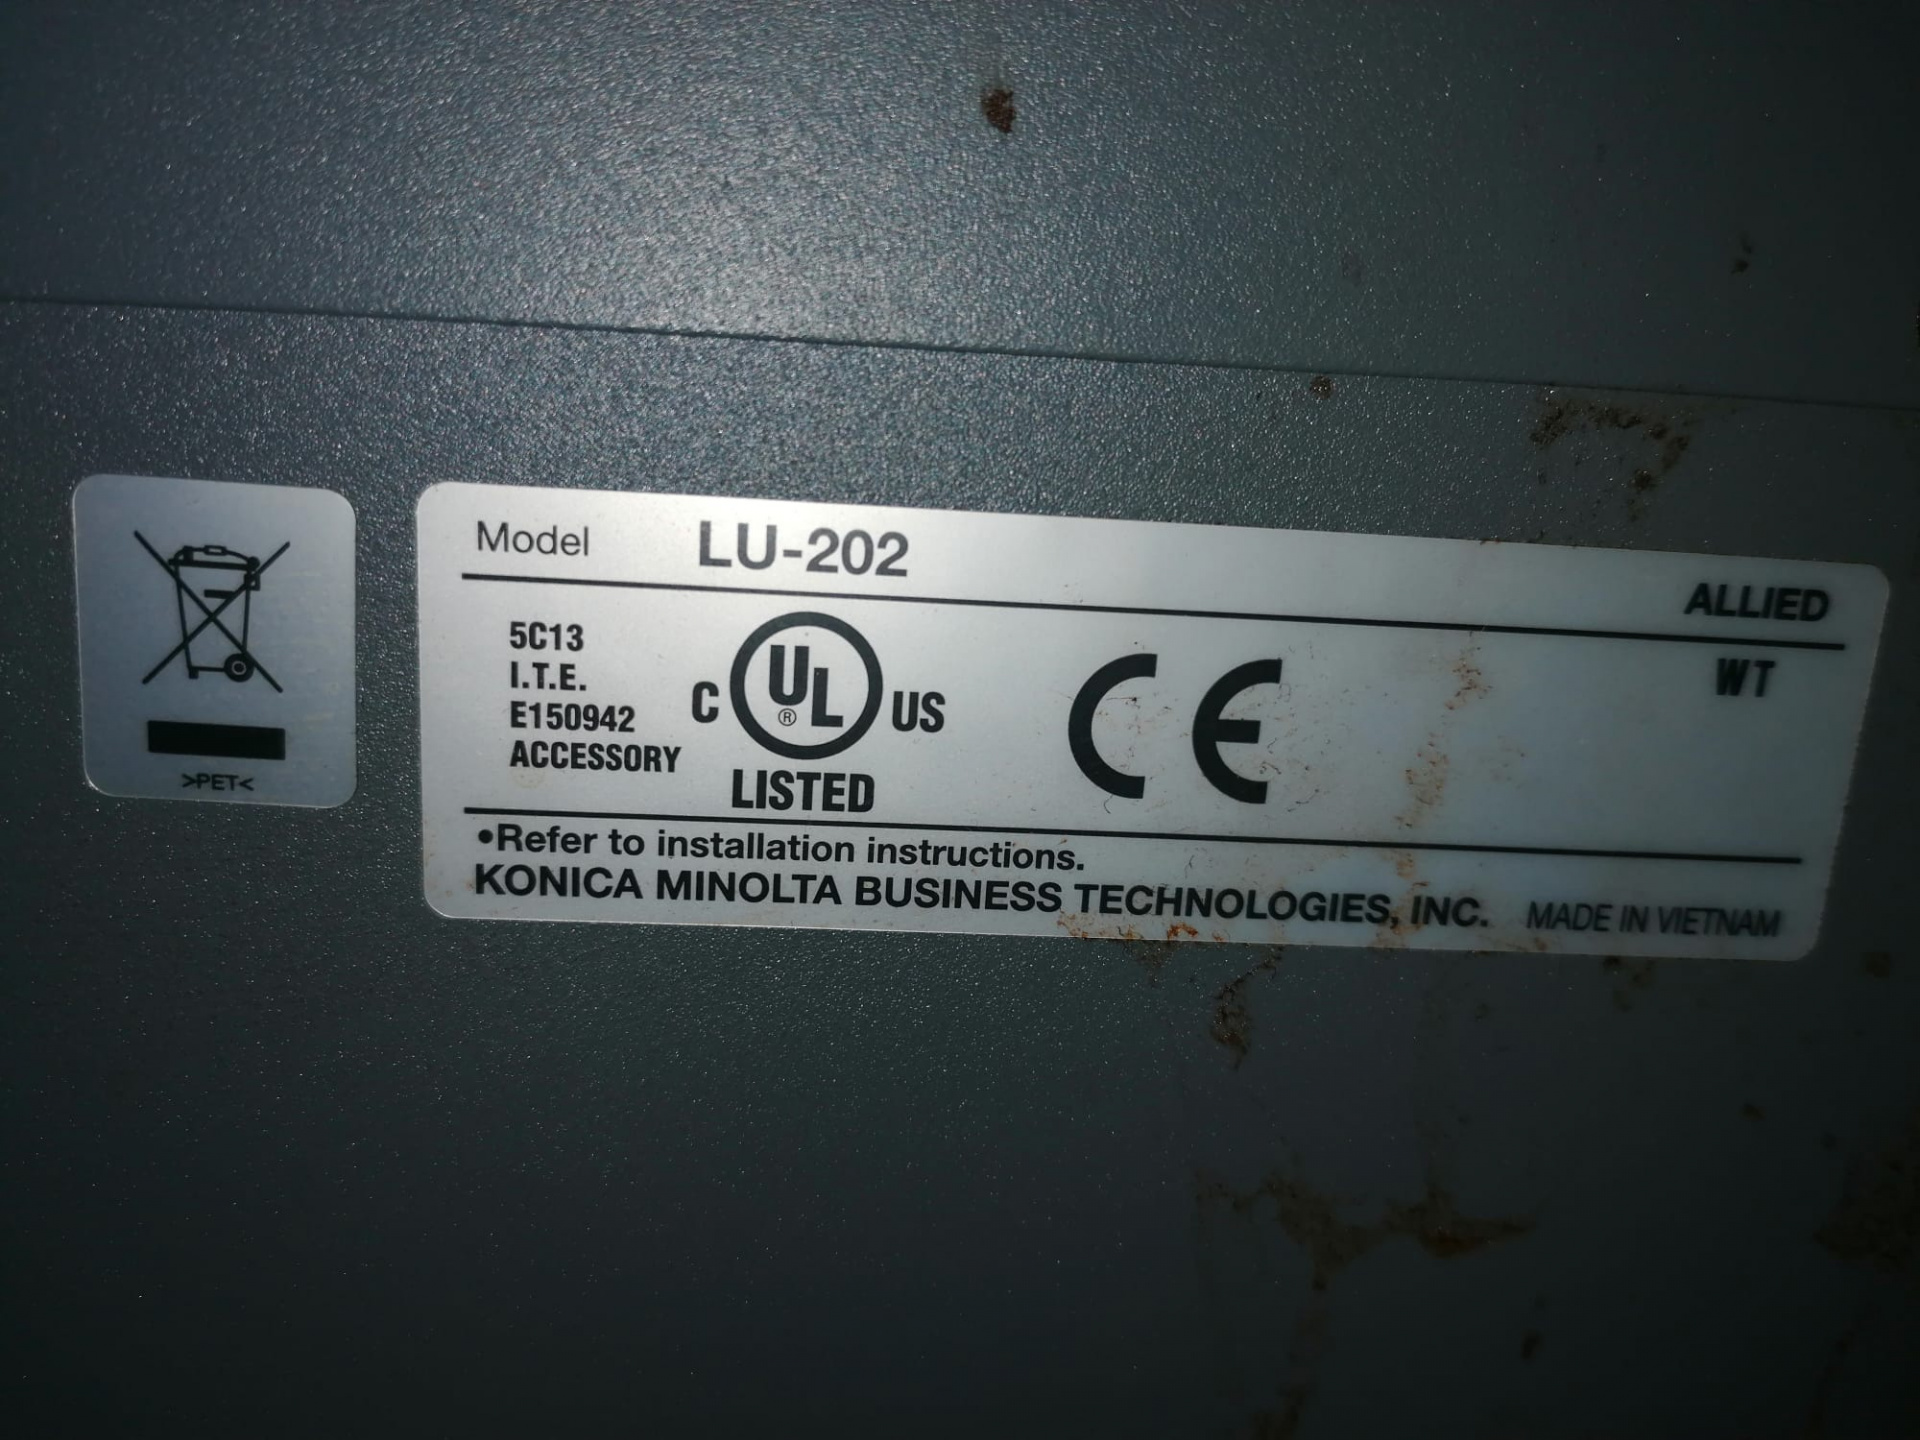 Model LU-202
ALLIED
5C13
I.T.E.
E150942
ACCESSORY
C UL® US
LISTED
CE
WT
>PET<
•Refer to installation instructions.
KONICA MINOLTA BUSINESS TECHNOLOGIES, INC. MADE IN VIETNAM